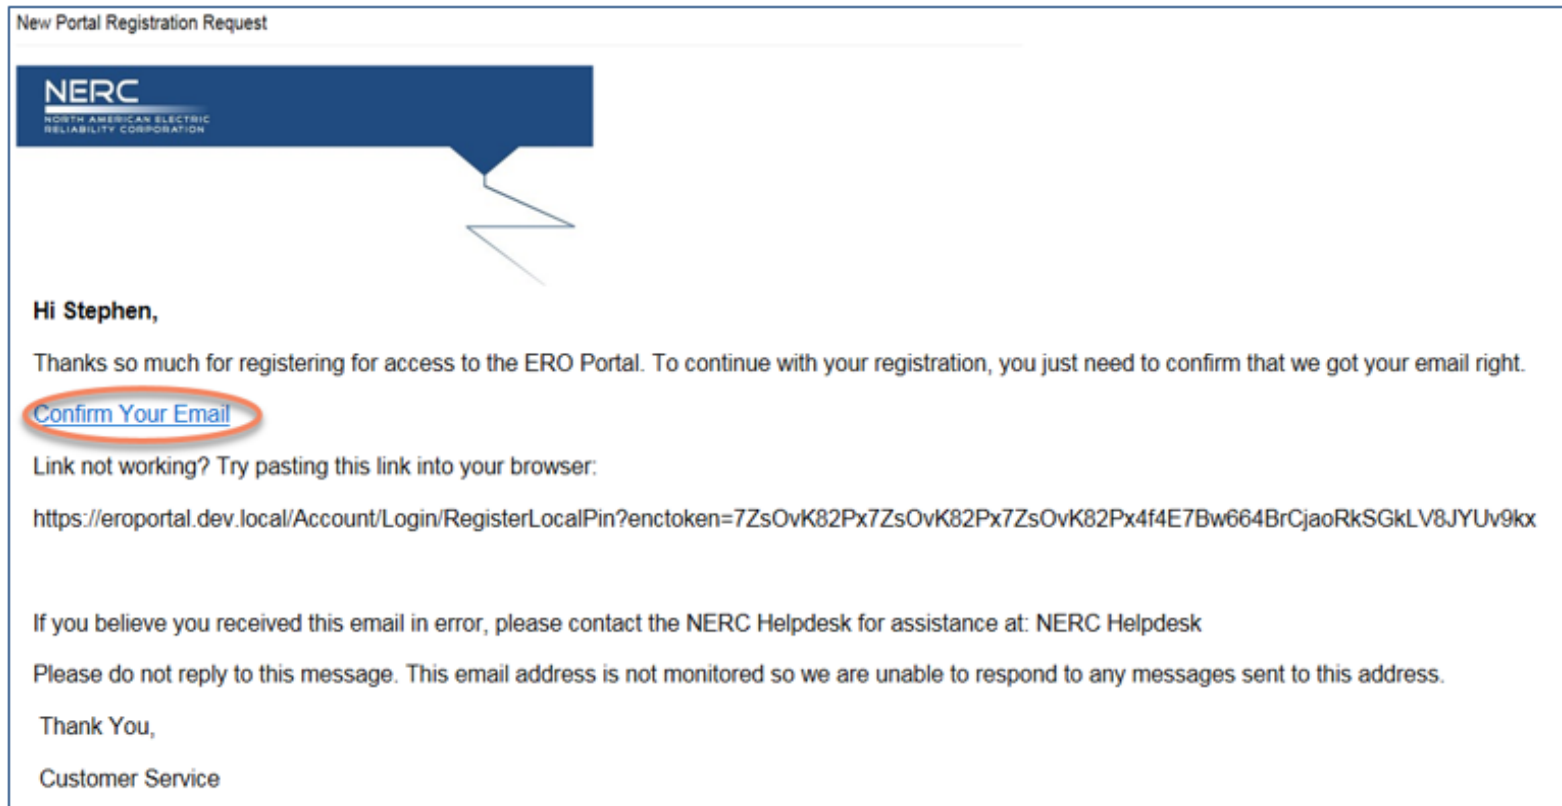 New Portal Registration Request
NERC
NORTH AMERICAN ELECTRIC
RELIABILITY CORPORATION
Hi Stephen,
Thanks so much for registering for access to the ERO Portal. To continue with your registration, you just need to confirm that we got your email right.
Confirm Your Email
Link not working? Try pasting this link into your browser:
https://eroportal.dev.local/Account/Login/RegisterLocalPin?enctoken=7ZsOvK82Px7ZsOvK82Px7ZsOvK82Px4f4E7Bw664BrCjaoRkSGkLV8JYUv9kx
If you believe you received this email in error, please contact the NERC Helpdesk for assistance at: NERC Helpdesk
Please do not reply to this message. This email address is not monitored so we are unable to respond to any messages sent to this address.
Thank You,
Customer Service